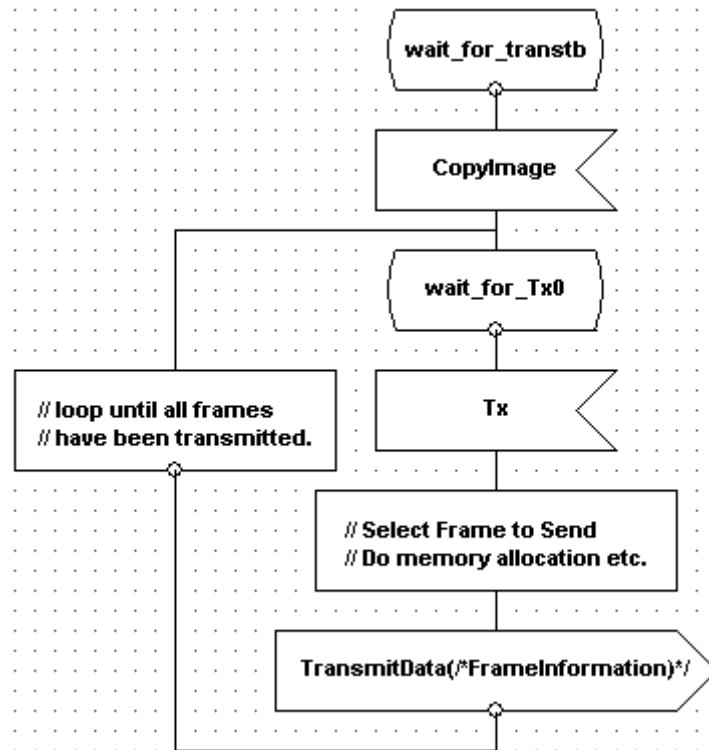 wait_for_transtb
CopyImage
wait_for_Tx0
// loop until all frames
// have been transmitted.
Tx
// Select Frame to Send
// Do memory allocation etc.
TransmitData(/*FrameInformation)*/